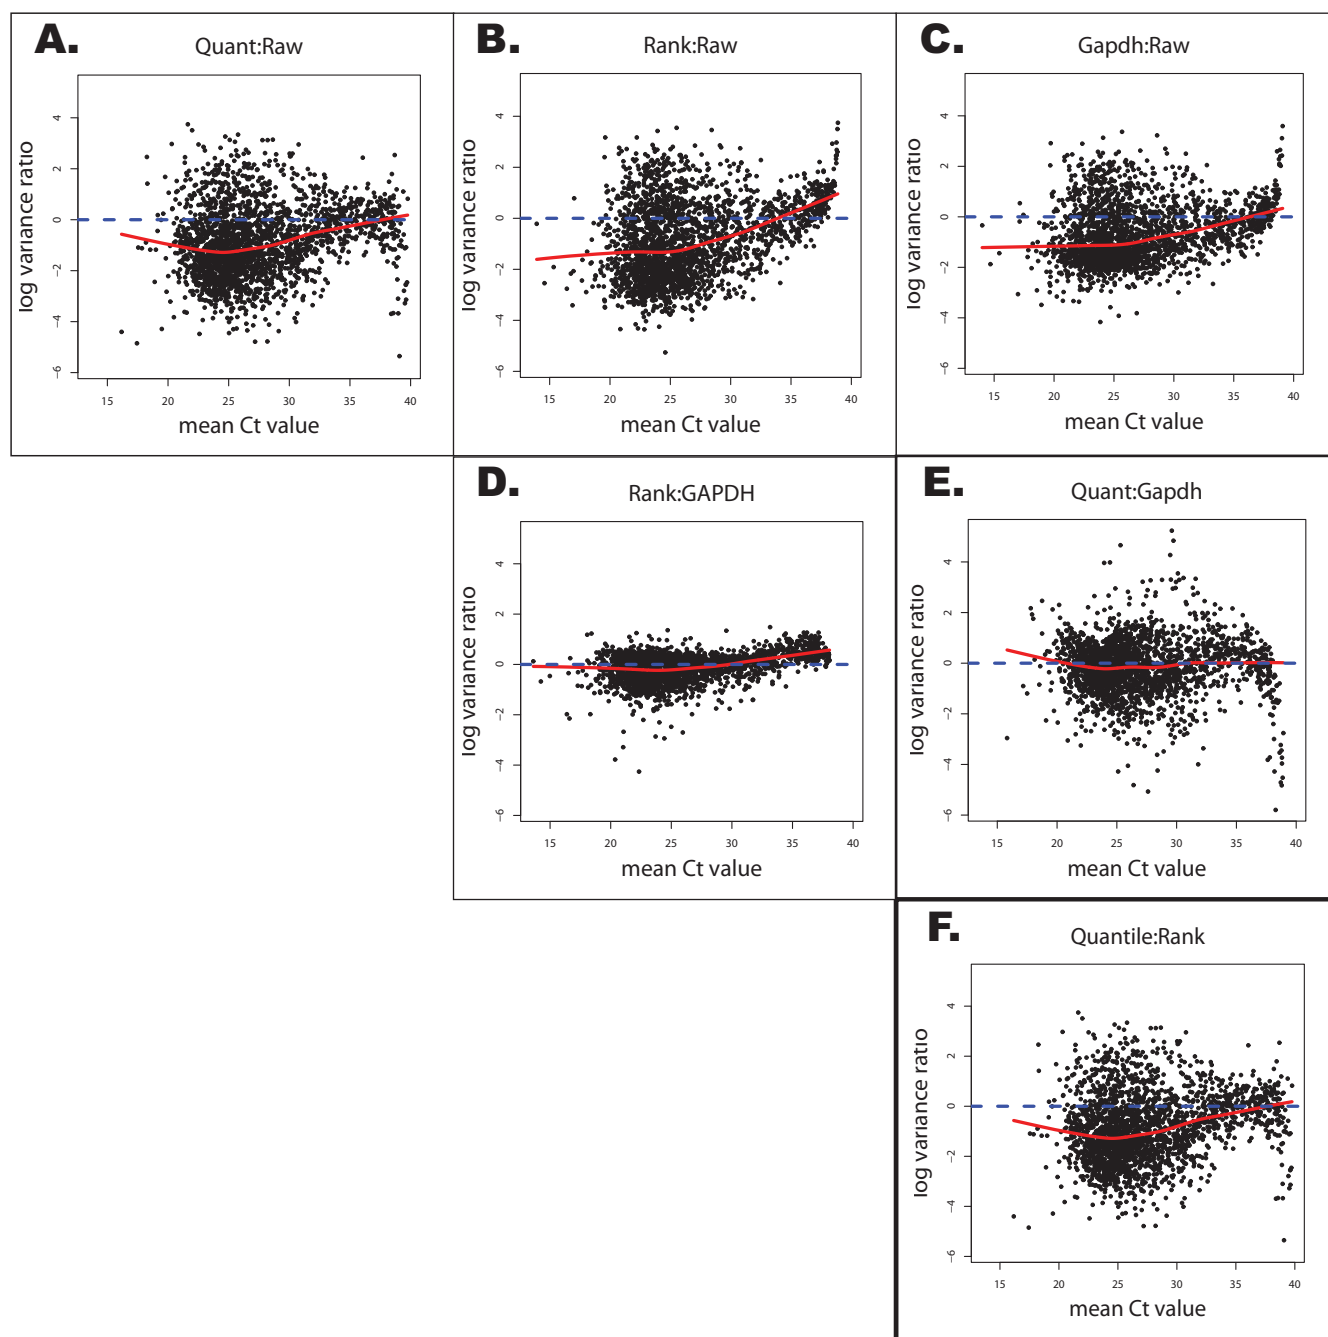 A. Quant:Raw
B. Rank:Raw
C. Gapdh:Raw
log variance ratio
4
2
0
−2
−4
−6
15 20 25 30 35 40
mean Ct value
log variance ratio
4
2
0
−2
−4
−6
15 20 25 30 35 40
mean Ct value
log variance ratio
4
2
0
−2
−4
−6
15 20 25 30 35 40
mean Ct value
D. Rank:GAPDH
E. Quant:Gapdh
log variance ratio
4
2
0
−2
−4
−6
15 20 25 30 35 40
mean Ct value
log variance ratio
4
2
0
−2
−4
−6
15 20 25 30 35 40
mean Ct value
F. Quantile:Rank
log variance ratio
4
2
0
−2
−4
−6
15 20 25 30 35 40
mean Ct value